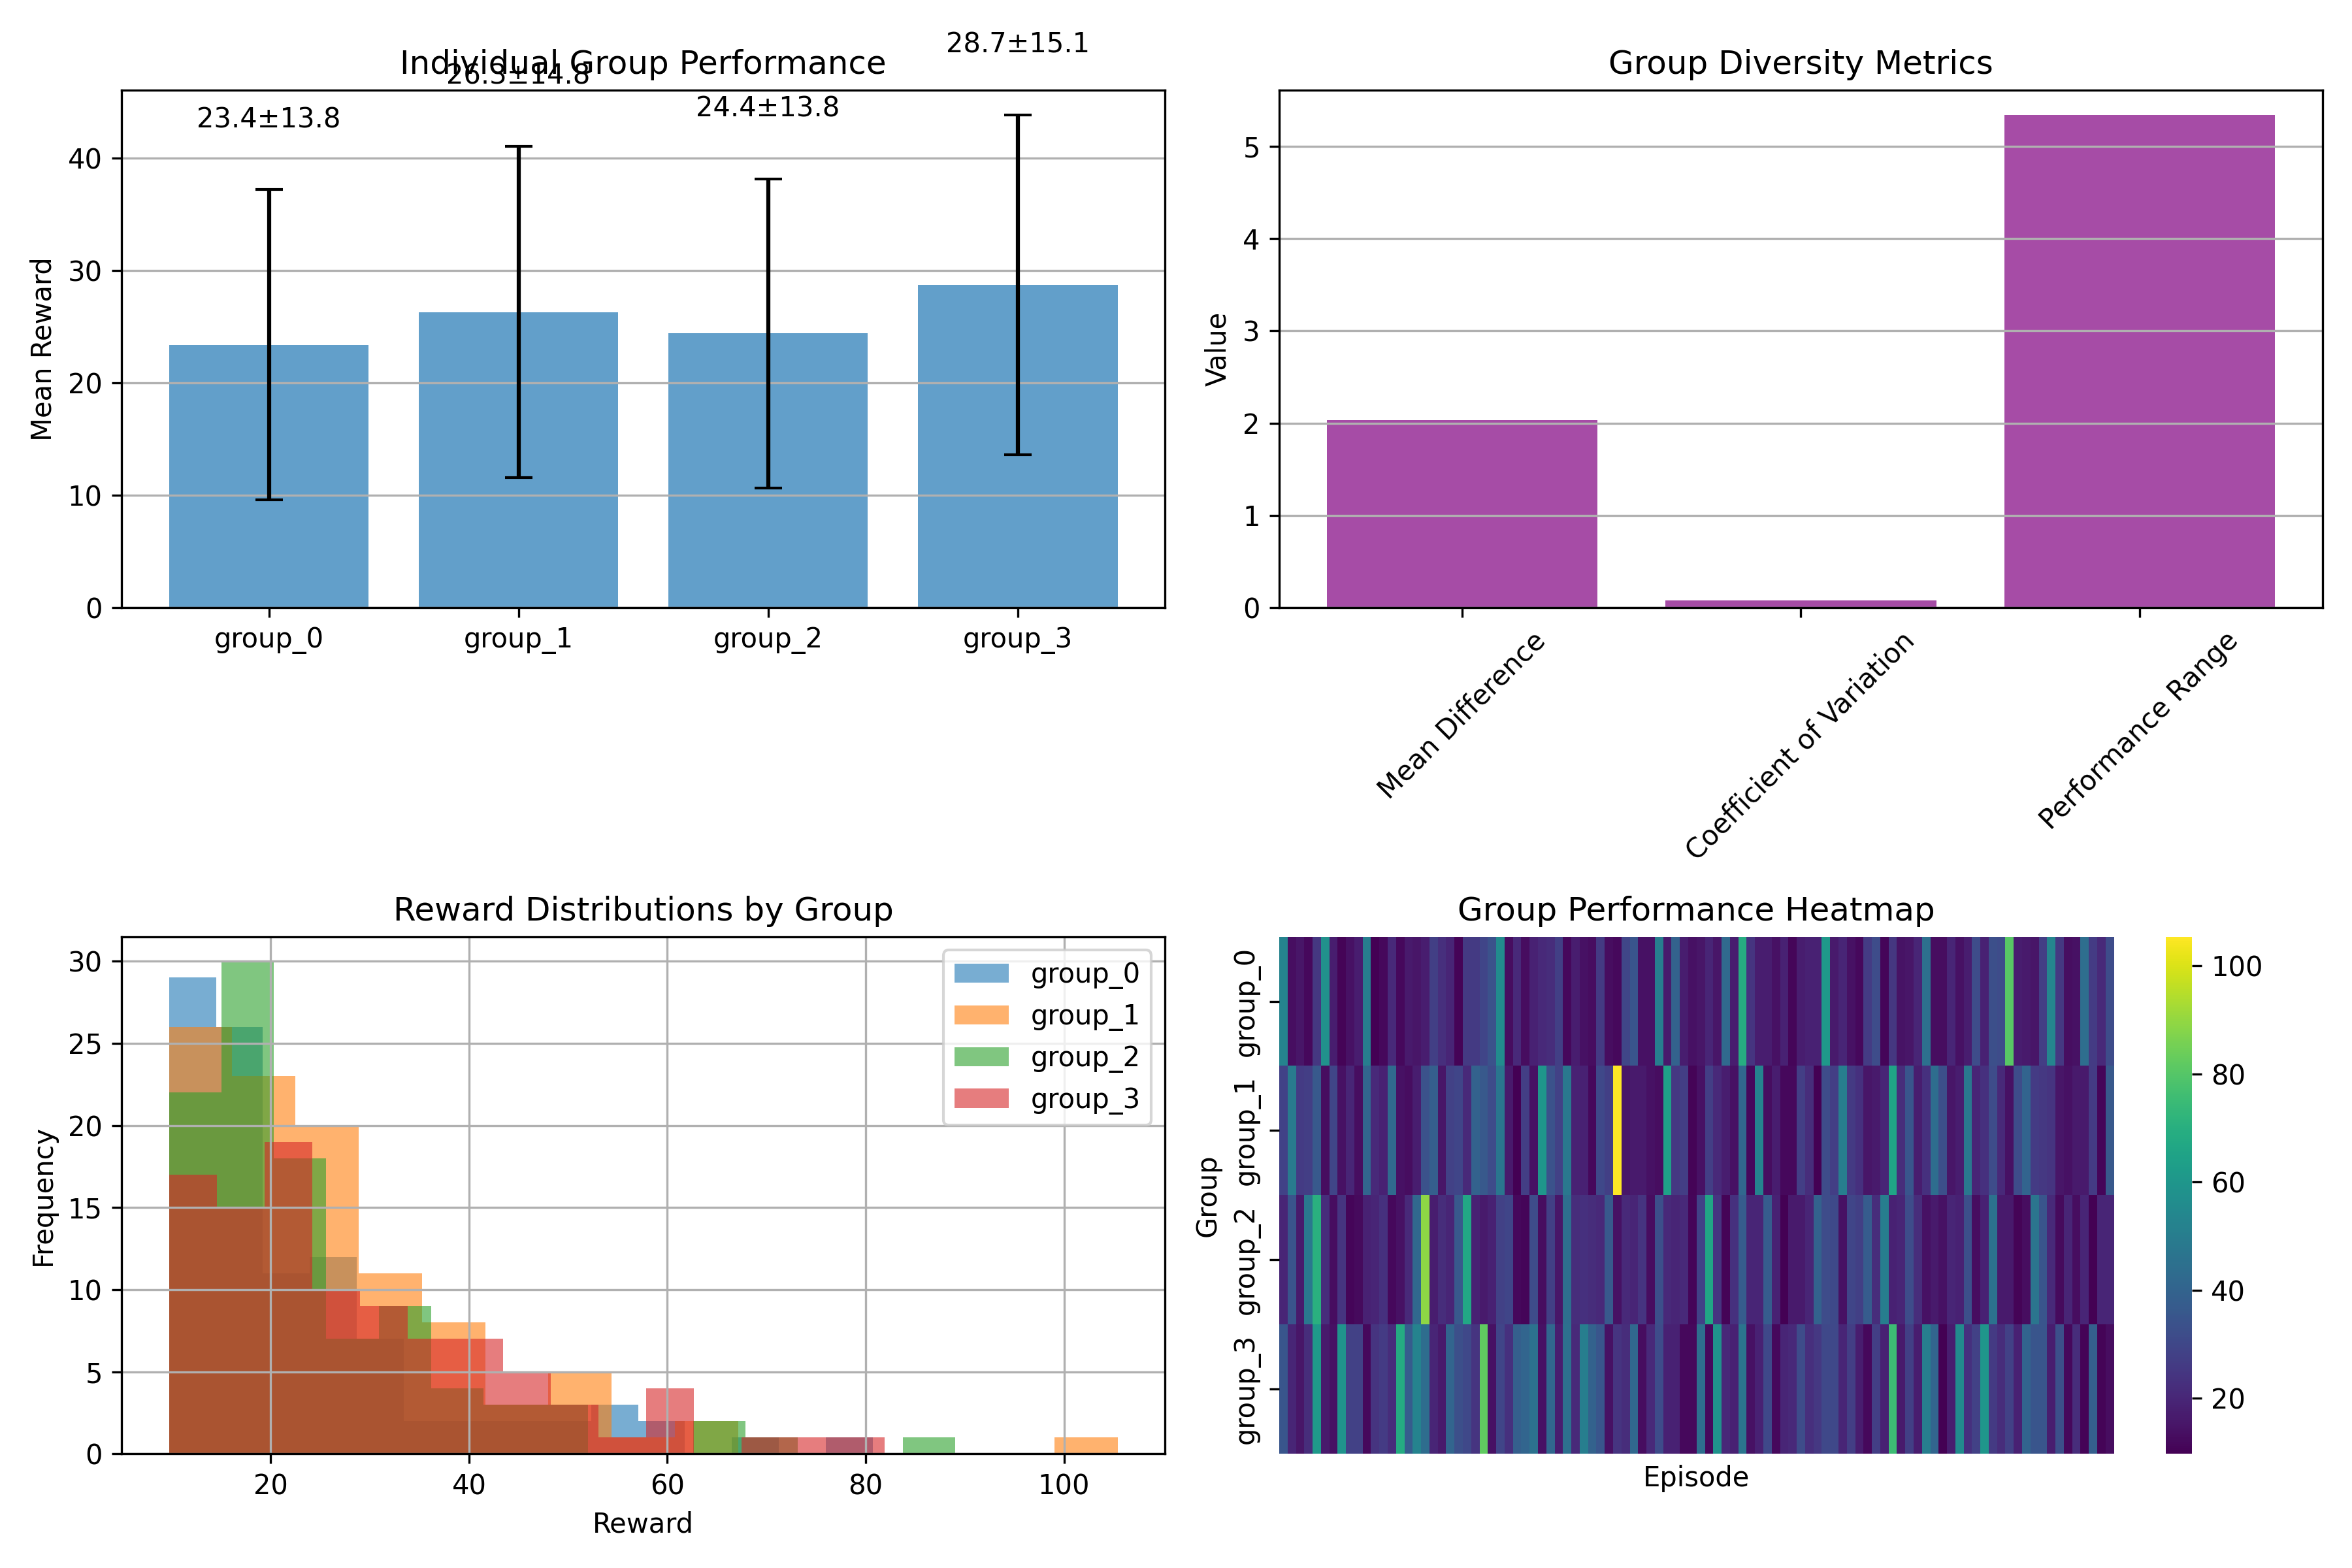 Individual Group Performance
23.4±13.8
26.3±14.8
24.4±13.8
28.7±15.1
Mean Reward
40
30
20
10
0
group_0
group_1
group_2
group_3
Group Diversity Metrics
Value
5
4
3
2
1
0
Mean Difference
Coefficient of Variation
Performance Range
Reward Distributions by Group
Frequency
30
25
20
15
10
5
0
20
40
60
80
100
Reward
group_0
group_1
group_2
group_3
Group Performance Heatmap
Group
group_0
group_1
group_2
group_3
Episode
100
80
60
40
20